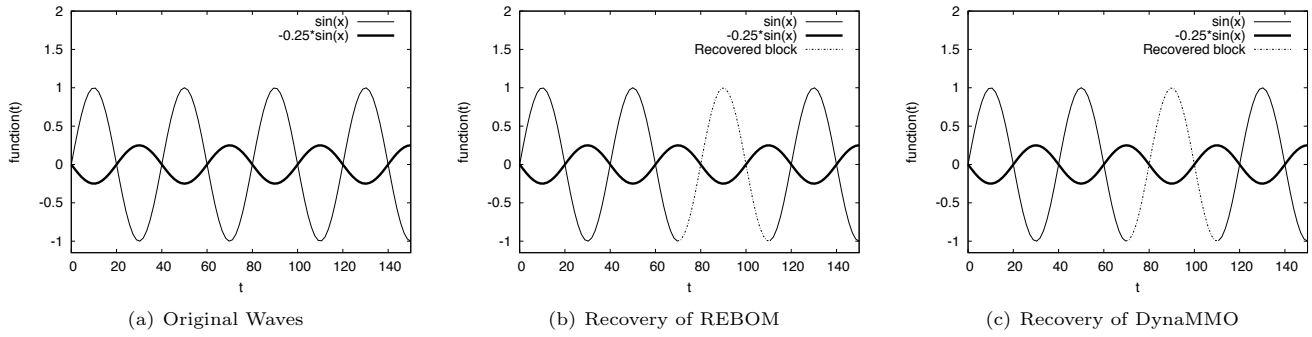 2
1.5
1
0.5
0
-0.5
-1
function(t)
sin(x)
-0.25*sin(x)
0 20 40 60 80 100 120 140
t
(a) Original Waves
2
1.5
1
0.5
0
-0.5
-1
function(t)
sin(x)
-0.25*sin(x)
Recovered block
0 20 40 60 80 100 120 140
t
(b) Recovery of REBOM
2
1.5
1
0.5
0
-0.5
-1
function(t)
sin(x)
-0.25*sin(x)
Recovered block
0 20 40 60 80 100 120 140
t
(c) Recovery of DynaMMO